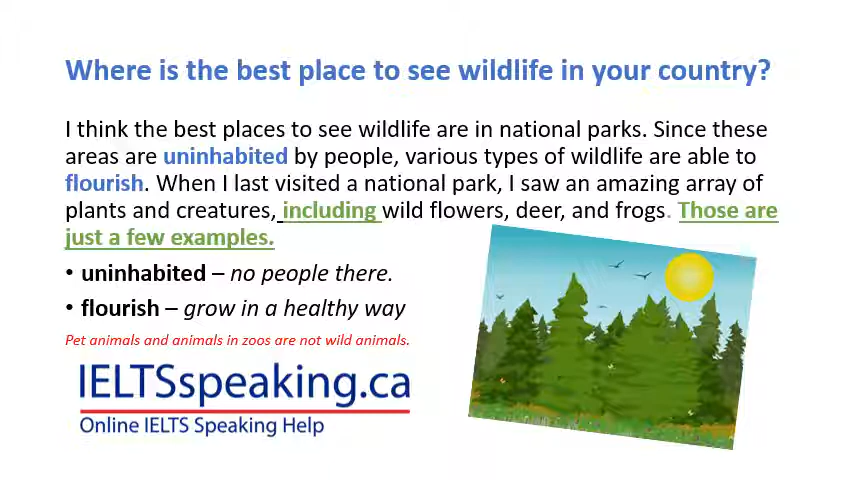 Where is the best place to see wildlife in your country?
I think the best places to see wildlife are in national parks. Since these
areas are uninhabited by people, various types of wildlife are able to
flourish. When I last visited a national park, I saw an amazing array of
plants and creatures, including wild flowers, deer, and frogs. Those are
just a few examples.
• uninhabited – no people there.
• flourish – grow in a healthy way
Pet animals and animals in zoos are not wild animals.
IELTSspeaking.ca
Online IELTS Speaking Help